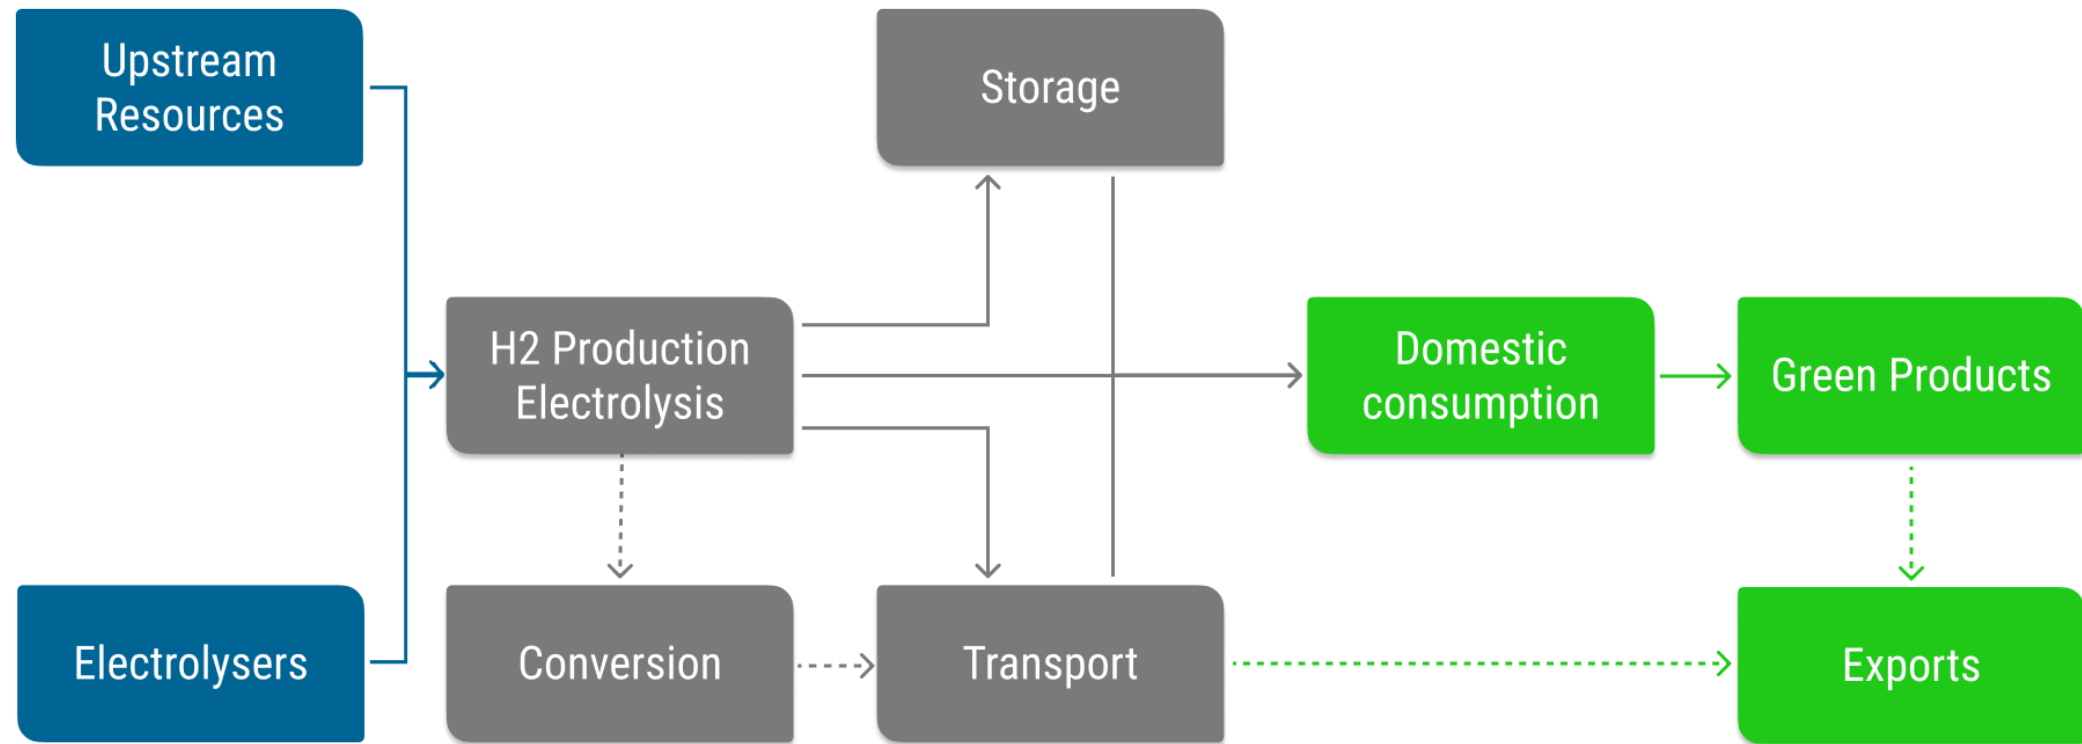 Upstream
Resources
Storage
H2 Production
Electrolysis
Domestic
consumption
Green Products
Electrolysers
Conversion
Transport
Exports